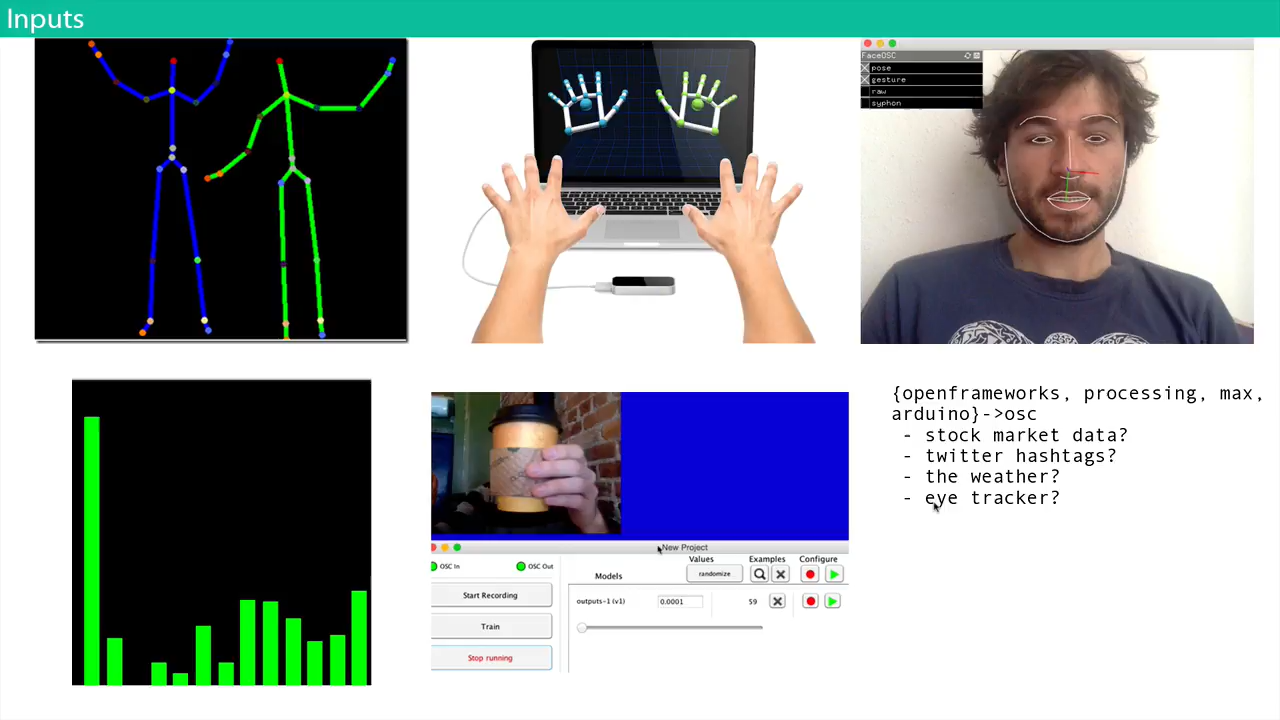 Inputs
FaceOSC
pose
gesture
raw
syphon
{openframeworks, processing, max,
arduino}->osc
- stock market data?
- twitter hashtags?
- the weather?
- eye tracker?
New Project
OSC In
OSC Out
Values
Examples
Configure
Models
randomize
Start Recording
outputs-1 (v1)
0.0001
59
Train
Stop running